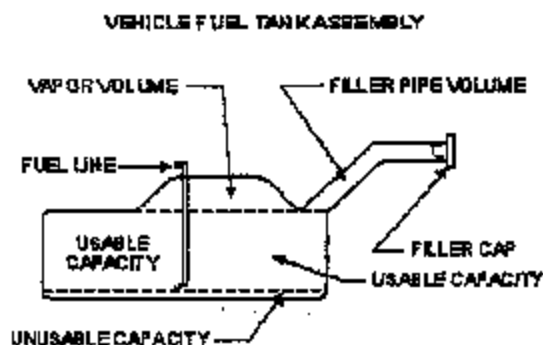 VEHICLE FUEL TANK ASSEMBLY
VAPOR VOLUME
FILLER PIPE VOLUME
FUEL LINE
USABLE
CAPACITY
FILLER CAP
USABLE CAPACITY
UNUSABLE CAPACITY